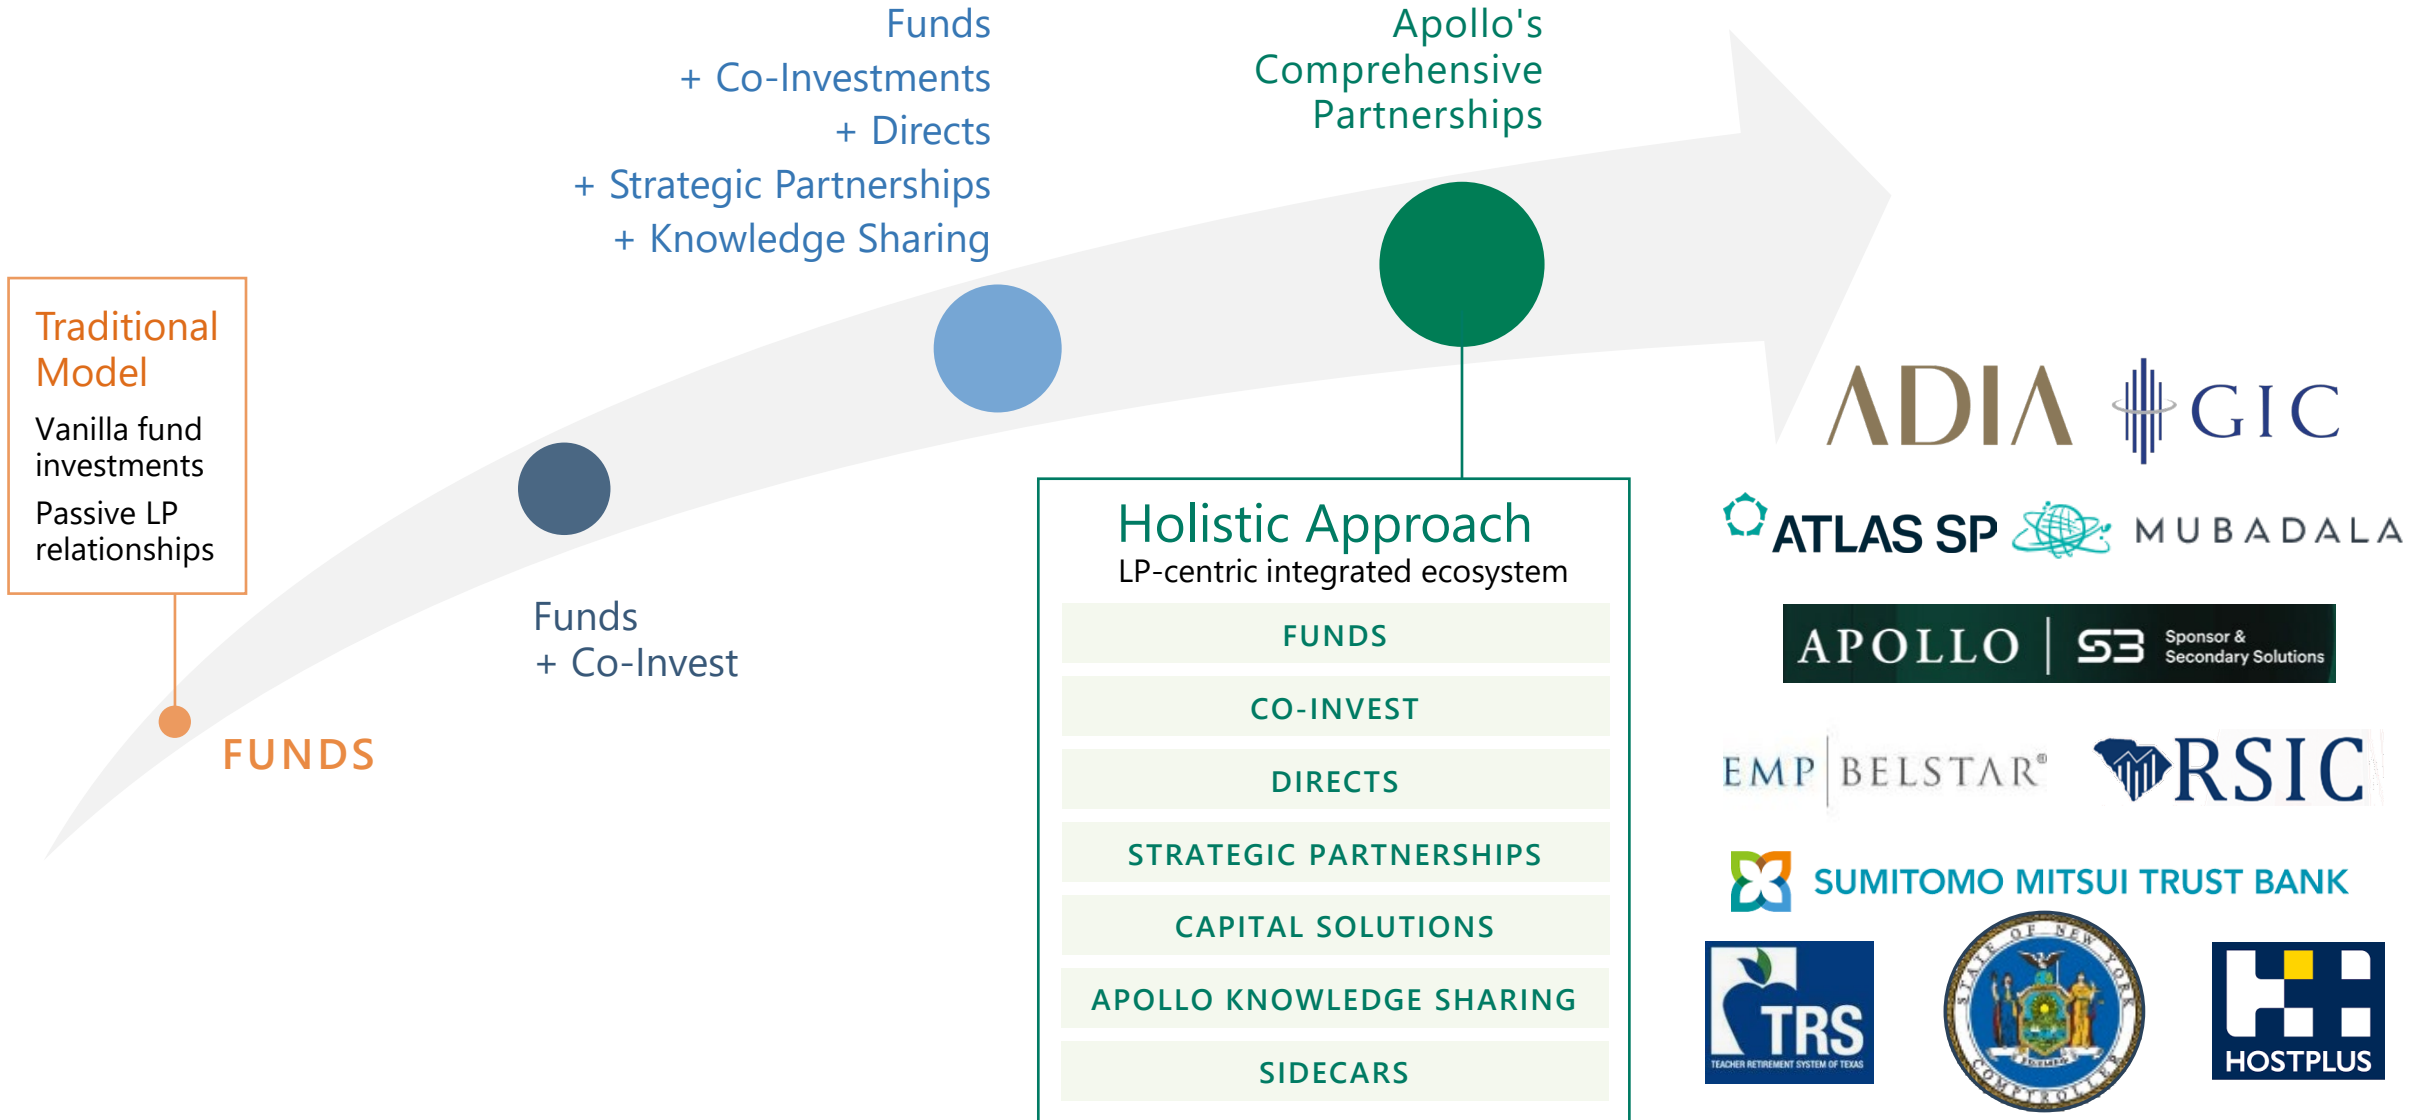 Funds
+ Co-Investments
+ Directs
+ Strategic Partnerships
+ Knowledge Sharing
Apollo's
Comprehensive
Partnerships
Traditional
Model
Vanilla fund
investments
Passive LP
relationships
FUNDS
Funds
+ Co-Invest
Holistic Approach
LP-centric integrated ecosystem
FUNDS
CO-INVEST
DIRECTS
STRATEGIC PARTNERSHIPS
CAPITAL SOLUTIONS
APOLLO KNOWLEDGE SHARING
SIDECARS
ADIA
GIC
ATLAS SP
MUBADALA
APOLLO
S3
Sponsor &
Secondary Solutions
EMP BELSTAR®
RSIC
SUMITOMO MITSUI TRUST BANK
TRS
TEACHER RETIREMENT SYSTEM OF TEXAS
STATE OF NEW YORK
COMPTROLLER
HOSTPLUS